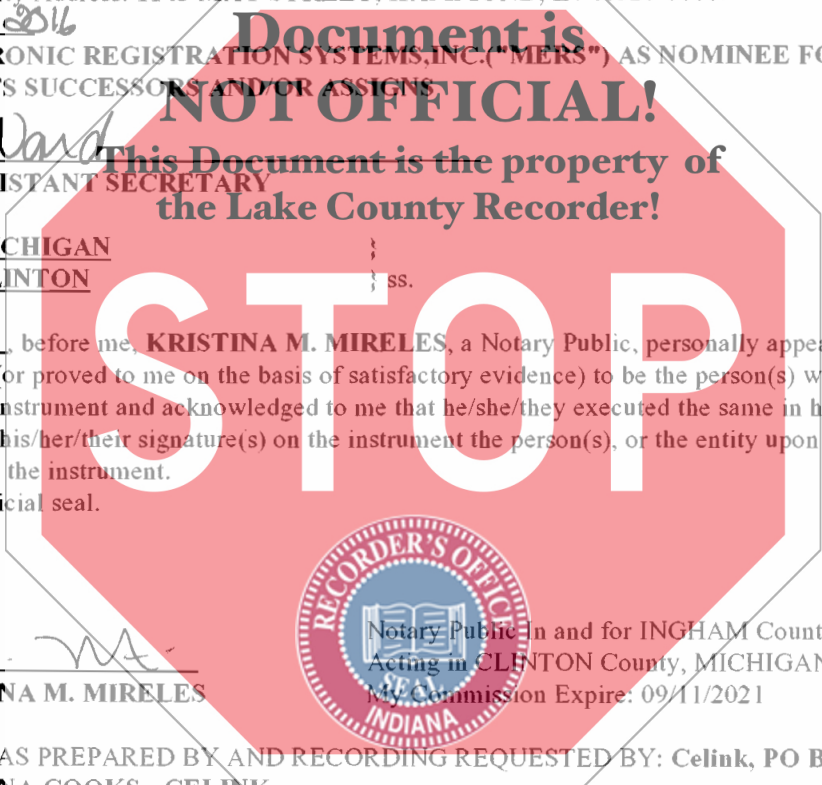 2016
Document is
RONIC REGISTRATION SYSTEMS,INC.("MERS") AS NOMINEE FO
'S SUCCESSORS AND/OR ASSIGNS
NOT OFFICIAL!
Ward
This Document is the property of
ISTANT SECRETARY
the Lake County Recorder!
CHIGAN }
LINTON } ss.
STOP
, before me, KRISTINA M. MIRELES, a Notary Public, personally appea
(or proved to me on the basis of satisfactory evidence) to be the person(s) w
nstrument and acknowledged to me that he/she/they executed the same in h
his/her/their signature(s) on the instrument the person(s), or the entity upon
the instrument.
icial seal.
RECORDER'S OFFICE
SEAL
INDIANA
Notary Public In and for INGHAM Count
Acting in CLINTON County, MICHIGAN
NA M. MIRELES My Commission Expire: 09/11/2021
AS PREPARED BY AND RECORDING REQUESTED BY: Celink, PO B
NA COOKS CELINK